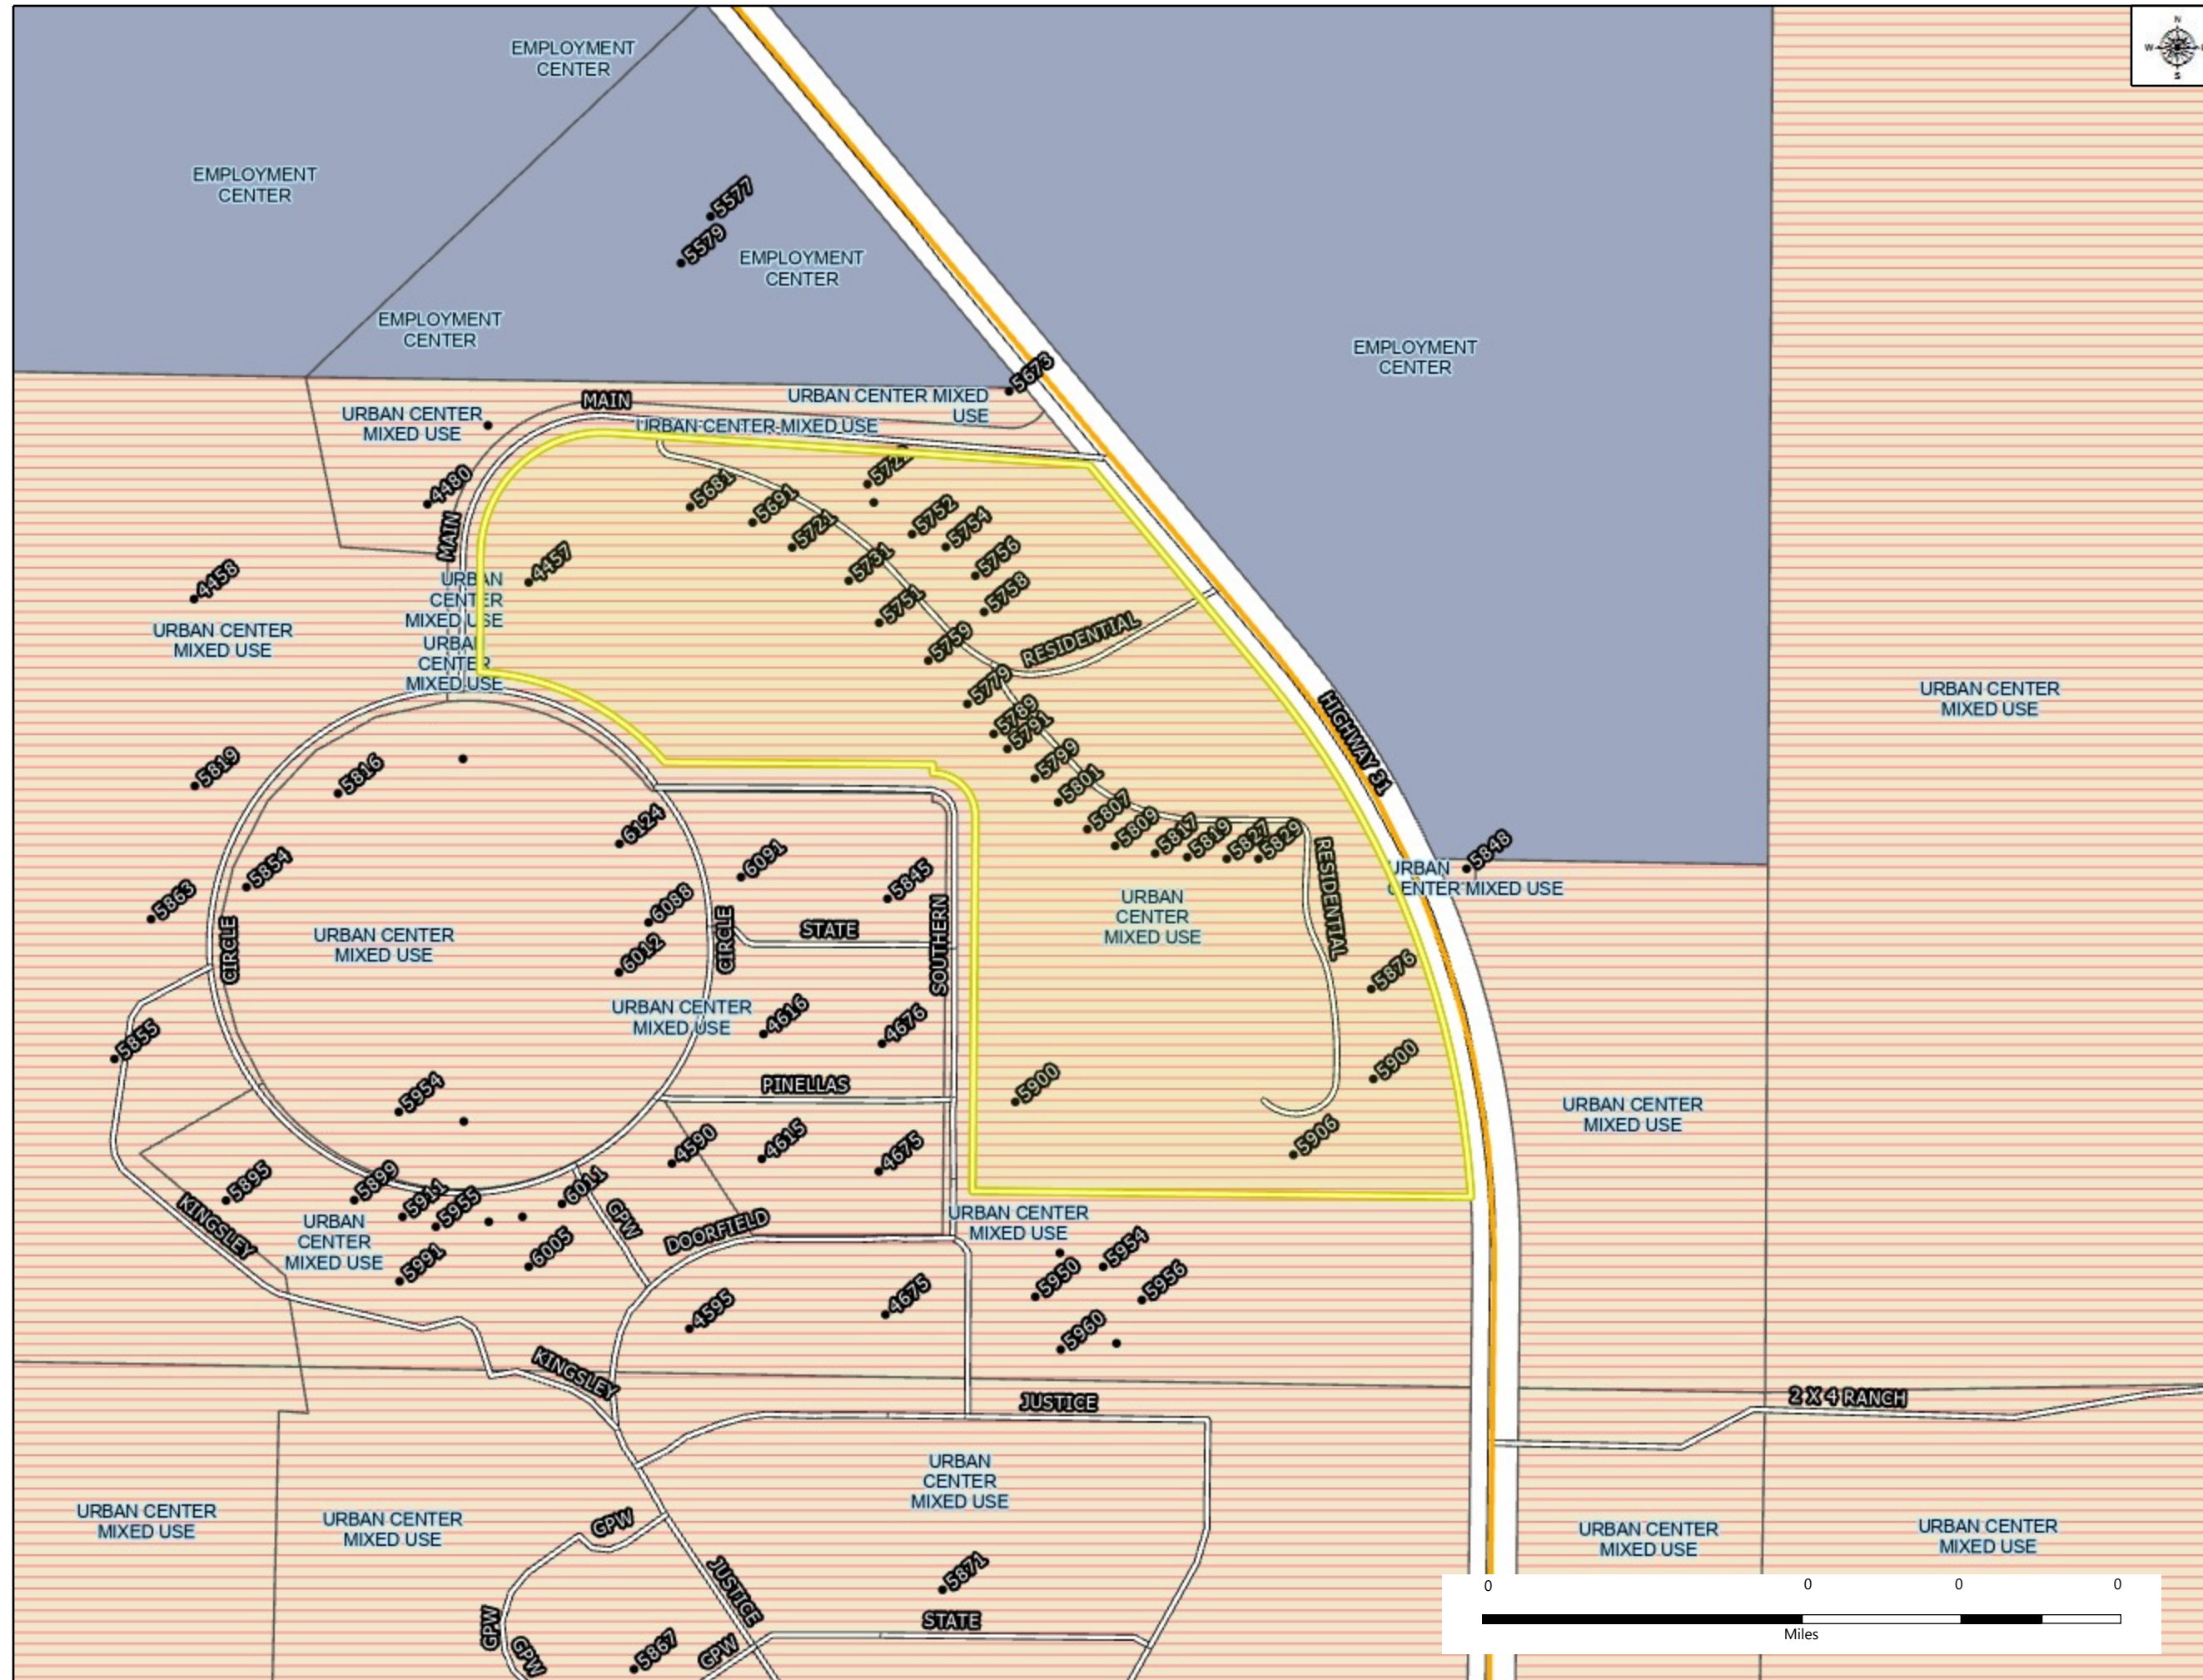 EMPLOYMENT
CENTER
N
W
S
EMPLOYMENT
CENTER
5577
5579
EMPLOYMENT
CENTER
EMPLOYMENT
CENTER
EMPLOYMENT
CENTER
5673
MAIN
URBAN CENTER MIXED
USE
URBAN CENTER
MIXED USE
URBAN CENTER MIXED USE
4480
5681
5691
5721
5752
5754
5756
5758
MAIN
4457
4458
5731
5751
5759
URBAN
CENTER
MIXED USE
URBAN CENTER
MIXED USE
URBAN
CENTER
MIXED USE
RESIDENTIAL
5779
5789
5791
5799
5801
5807
5809
5817
5819
5827
5829
HIGHWAY 31
URBAN CENTER
MIXED USE
5819
5816
6124
6091
5845
5848
URBAN
CENTER MIXED USE
RESIDENTIAL
5863
5854
6088
6012
CIRCLE
URBAN CENTER
MIXED USE
CIRCLE
STATE
SOUTHERN
URBAN
CENTER
MIXED USE
5876
URBAN CENTER
MIXED USE
4616
4676
5855
5900
5900
5954
PINELLAS
URBAN CENTER
MIXED USE
4590
4615
4675
5906
5895
5899
5911
5955
6011
KINGSLEY
URBAN
CENTER
MIXED USE
5991
6005
GPW
DOORFIELD
URBAN CENTER
MIXED USE
5954
5950
5956
5960
4595
4675
KINGSLEY
JUSTICE
2 X 4 RANCH
URBAN
CENTER
MIXED USE
URBAN CENTER
MIXED USE
URBAN CENTER
MIXED USE
GPW
URBAN CENTER
MIXED USE
URBAN CENTER
MIXED USE
JUSTICE
5871
STATE
GPW
GPW
5867
GPW
0 0 0 0
Miles